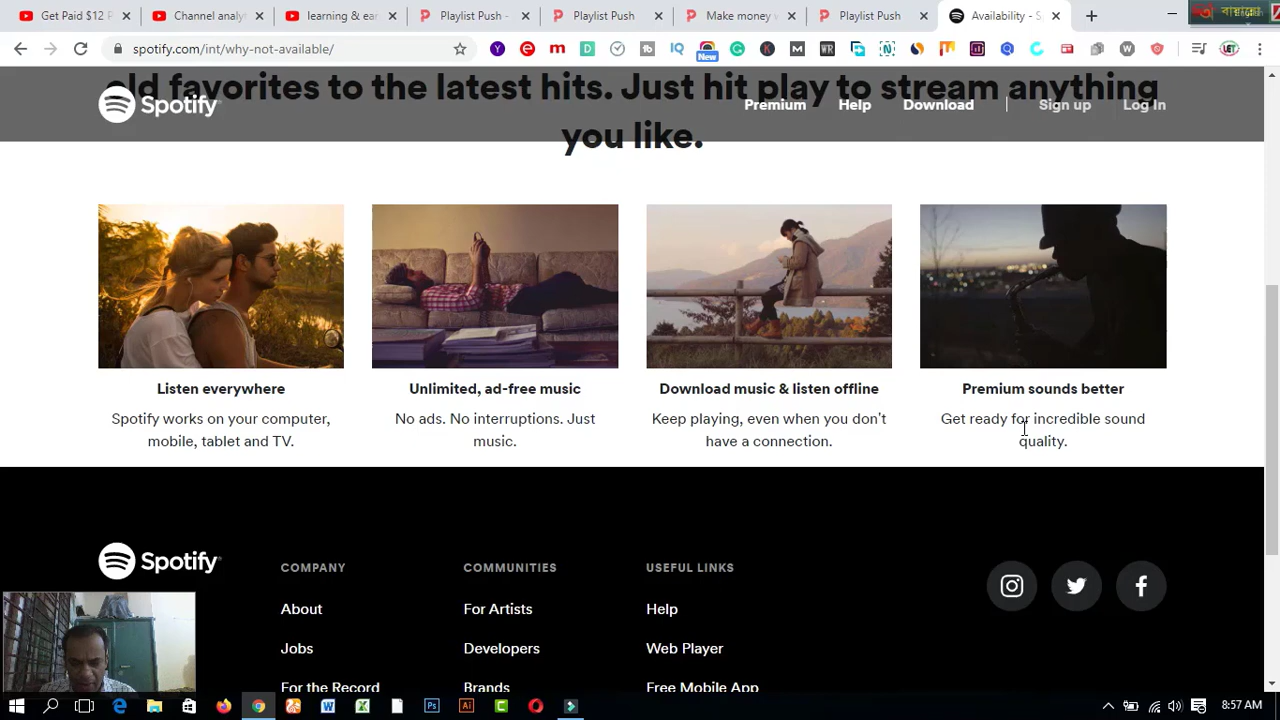 Get Paid $12 P
Channel analy
learning & ear
Playlist Push -
Playlist Push
Make money w
Playlist Push
Availability - S
spotify.com/int/why-not-available/
New
old favorites to the latest hits. Just hit play to stream anything
you like.
Spotify
Premium
Help
Download
Sign up
Log In
Listen everywhere
Spotify works on your computer,
mobile, tablet and TV.
Unlimited, ad-free music
No ads. No interruptions. Just
music.
Download music & listen offline
Keep playing, even when you don't
have a connection.
Premium sounds better
Get ready for incredible sound
quality.
Spotify
COMPANY
About
Jobs
For the Record
COMMUNITIES
For Artists
Developers
Brands
USEFUL LINKS
Help
Web Player
Free Mobile App
8:57 AM